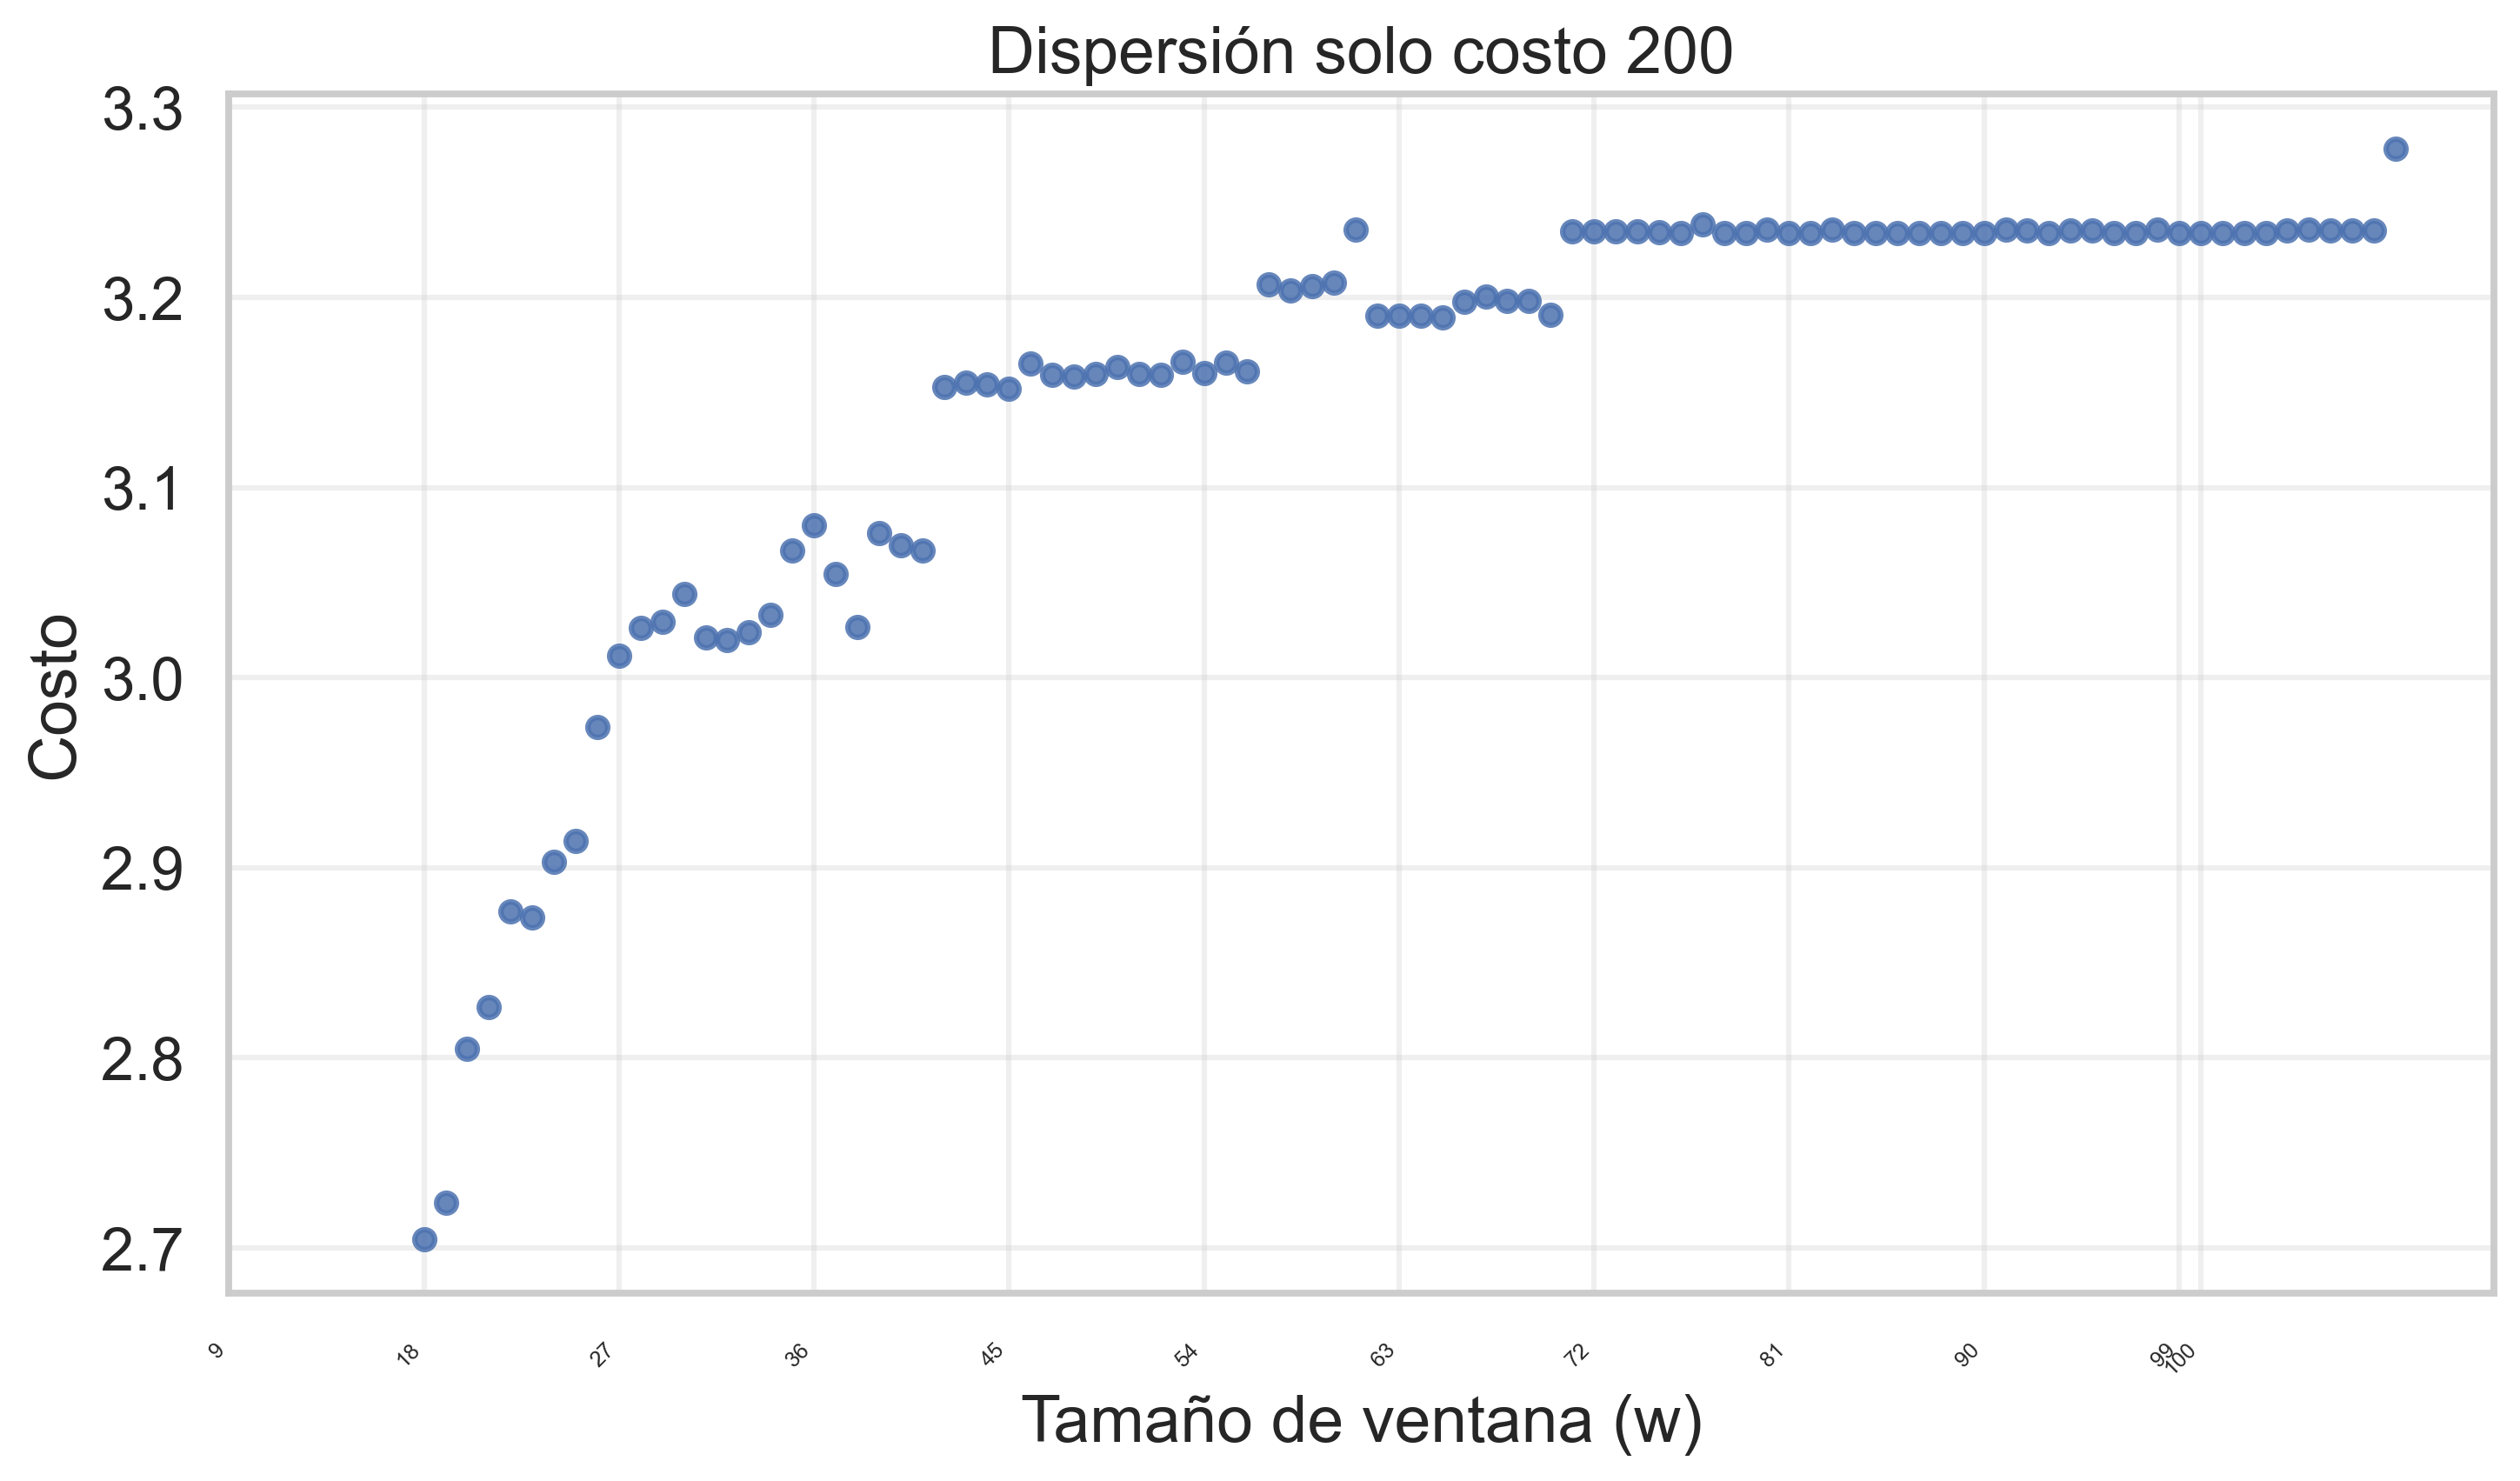 Dispersión solo costo 200
3.3
3.2
3.1
3.0
2.9
2.8
2.7
Costo
9 18 27 36 45 54 63 72 81 90 99 100
Tamaño de ventana (w)